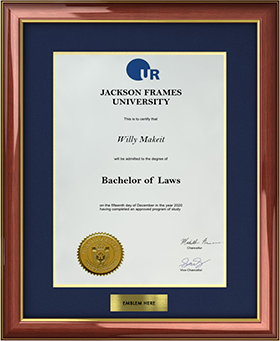 UR
JACKSON FRAMES
UNIVERSITY
This is to certify that
Willy Makeit
will be admitted to the degree of
Bachelor of Laws
on the fifteenth day of December in the year 2020
having completed an approved program of study
Chancellor
Vice-Chancellor
EMBLEM HERE